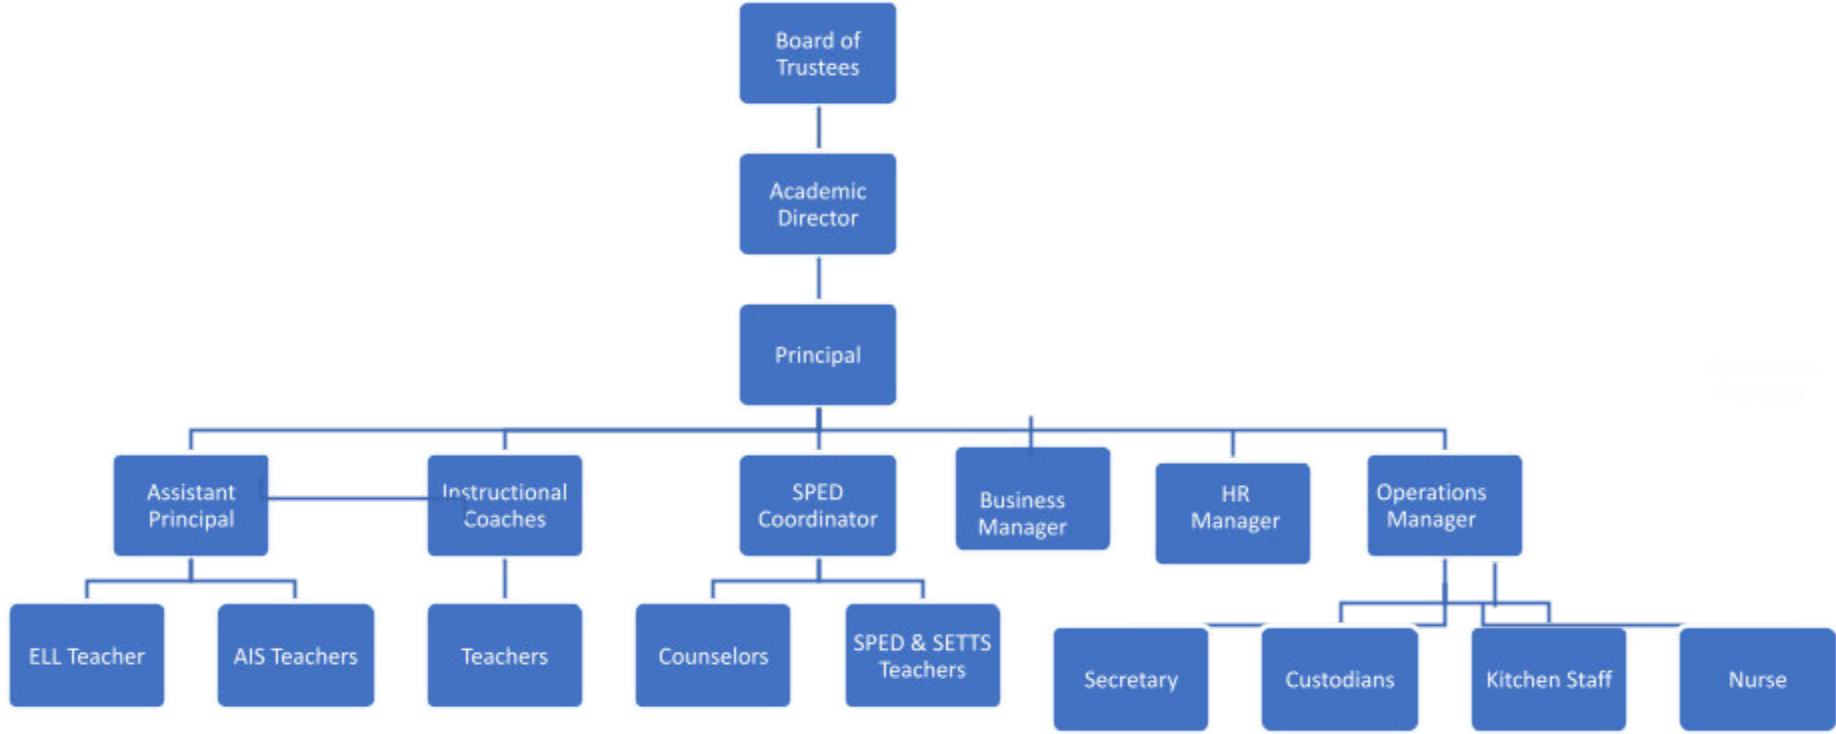 Board of
Trustees
Academic
Director
Principal
Assistant
Principal
Instructional
Coaches
SPED
Coordinator
Business
Manager
HR
Manager
Operations
Manager
ELL Teacher
AIS Teachers
Teachers
Counselors
SPED & SETTS
Teachers
Secretary
Custodians
Kitchen Staff
Nurse